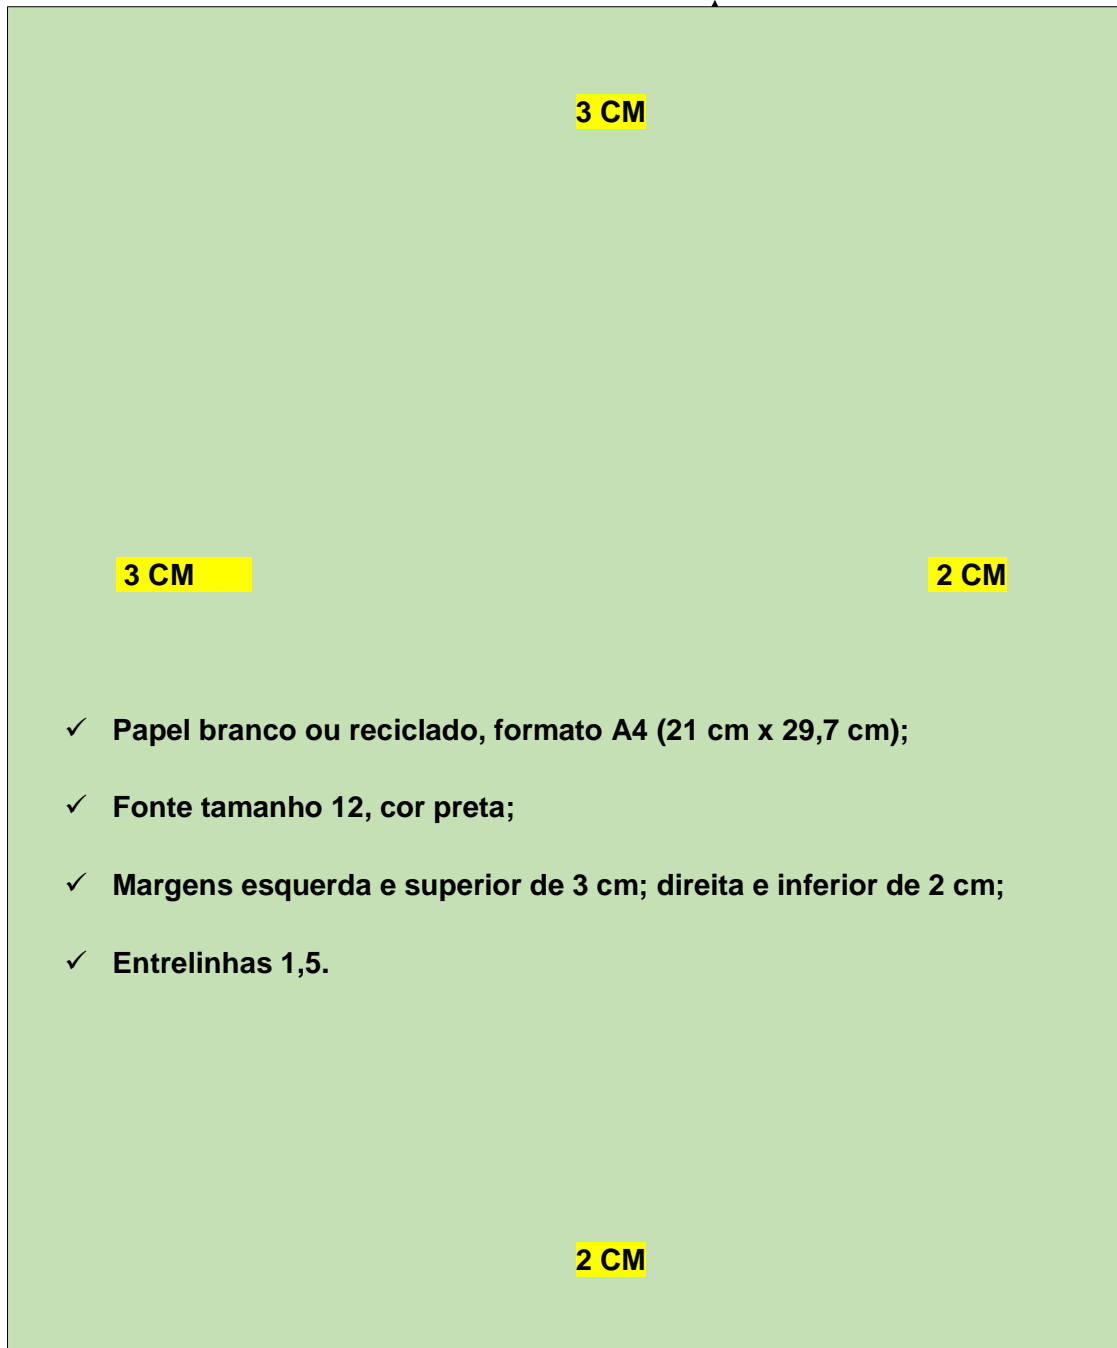 3 CM
3 CM 2 CM
✓ Papel branco ou reciclado, formato A4 (21 cm x 29,7 cm);
✓ Fonte tamanho 12, cor preta;
✓ Margens esquerda e superior de 3 cm; direita e inferior de 2 cm;
✓ Entrelinhas 1,5.
2 CM